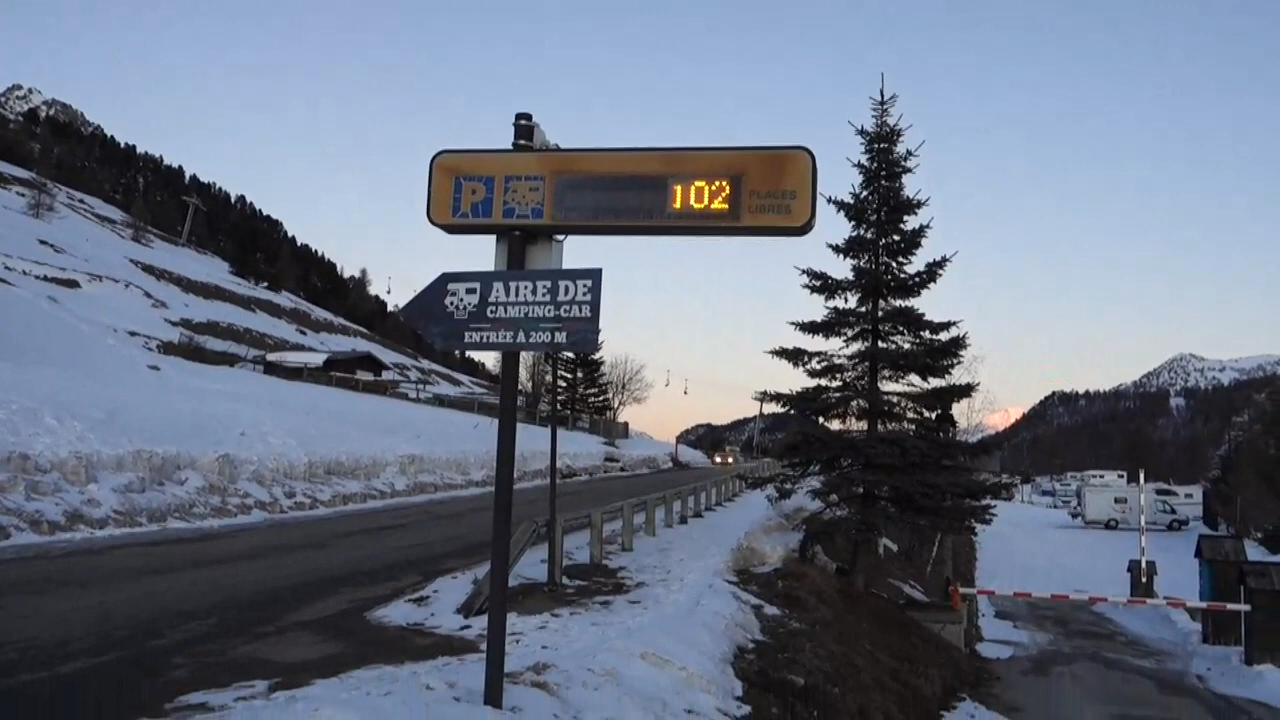 P 102 PLACES
LIBRES
AIRE DE
CAMPING-CAR
ENTRÉE À 200 M